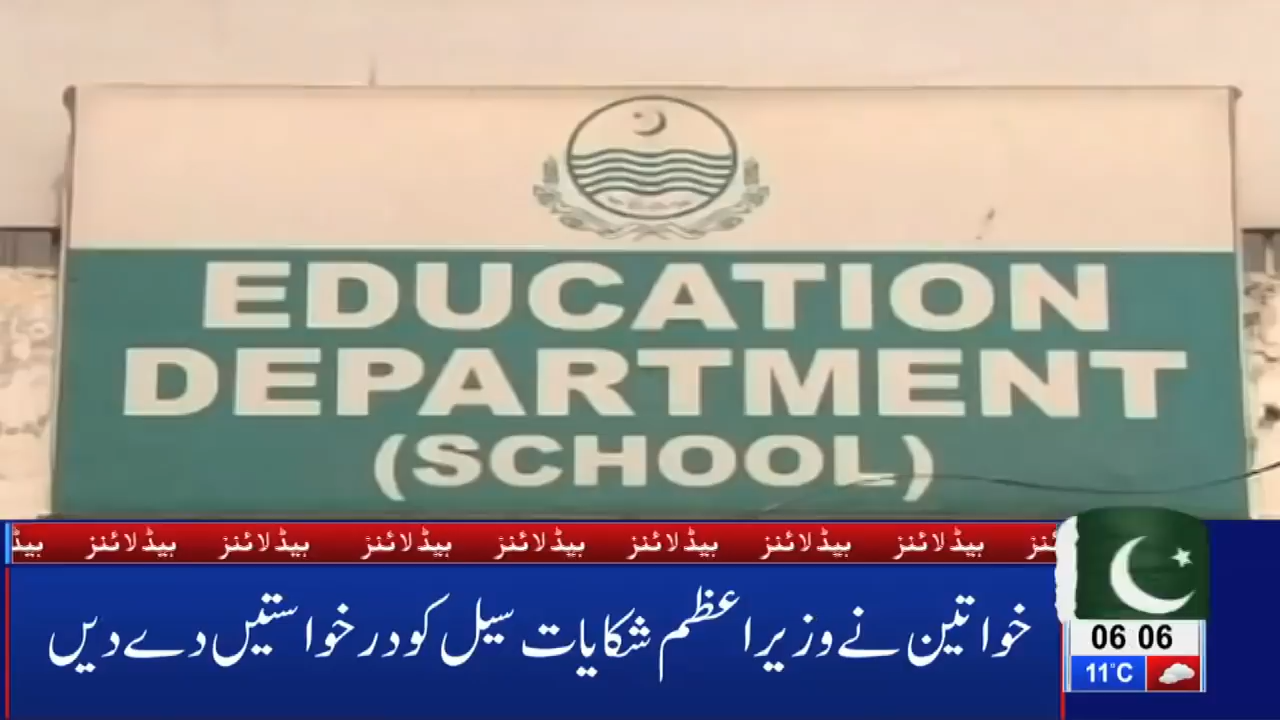 EDUCATION
DEPARTMENT
(SCHOOL)
ہیڈلائنز ہیڈلائنز ہیڈلائنز ہیڈلائنز ہیڈلائنز ہیڈلائنز ہیڈلائنز
خواتین نے وزیراعظم شکایات سیل کو درخواستیں دے دیں
06 06
11°C